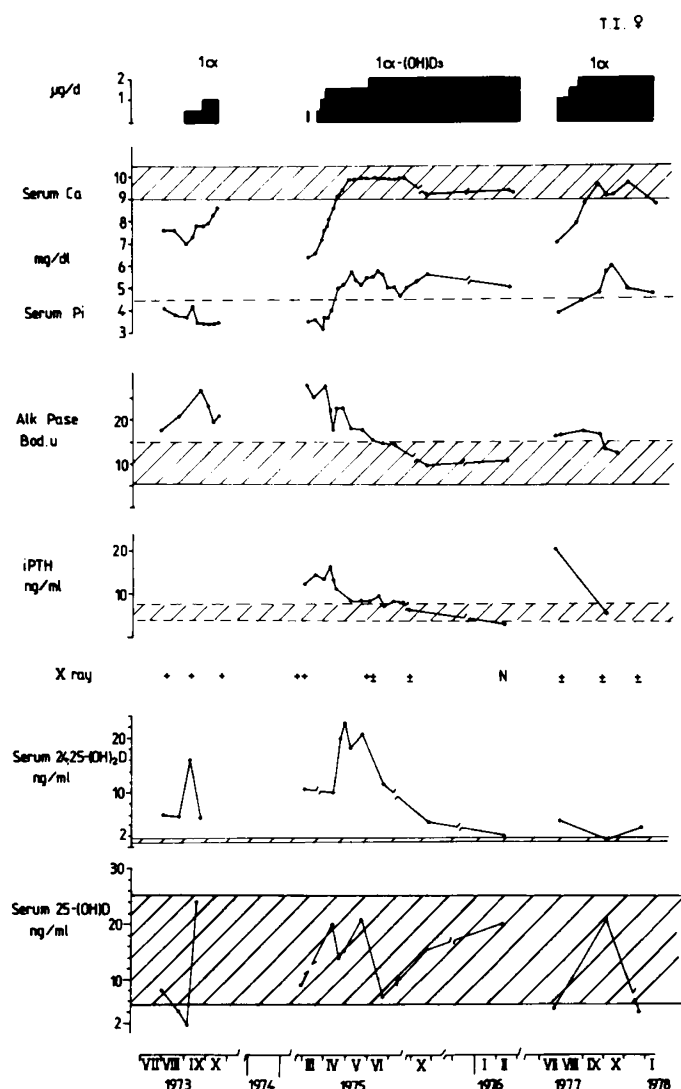 T.I. ♀
1α 1α-(OH)D₃ 1α
μg/d
2
1
Serum Ca
10
9
8
7
mg/dl
6
5
4
3
Serum Pi
Alk Pase
Bod.u
20
10
iPTH
ng/ml
20
10
X ray + + + ++ +± ± N ± ± ±
Serum 24,25-(OH)₂D
ng/ml
20
10
2
30
Serum 25-(OH)D
ng/ml
20
10
2
VII VIII IX X III IV V VI X I II VII VIII IX X I
1973 1974 1975 1976 1977 1978